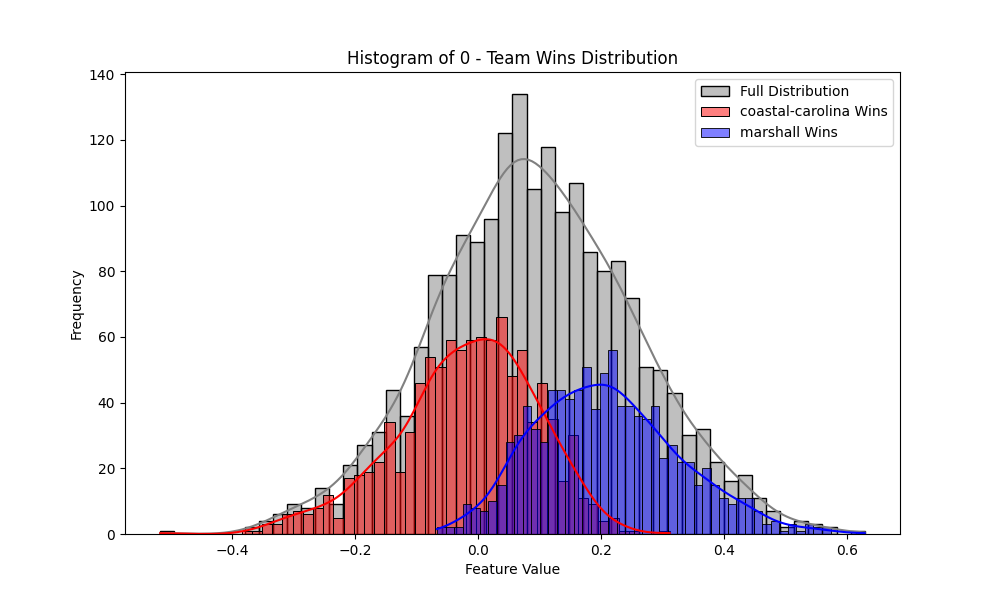 Histogram of 0 - Team Wins Distribution
Full Distribution
coastal-carolina Wins
marshall Wins
Frequency
140
120
100
80
60
40
20
0
−0.4
−0.2
0.0
0.2
0.4
0.6
Feature Value